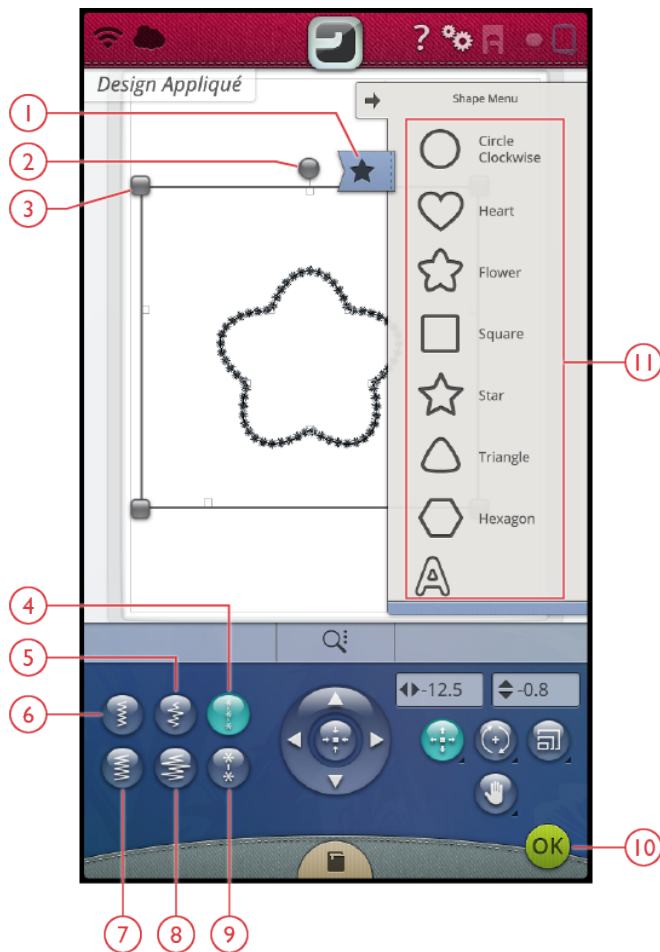 ?
Design Appliqué
Shape Menu
1
Circle
Clockwise
2
3
Heart
Flower
Square
11
Star
Triangle
Hexagon
A
4
5
-12.5
-0.8
6
OK
10
7
8
9